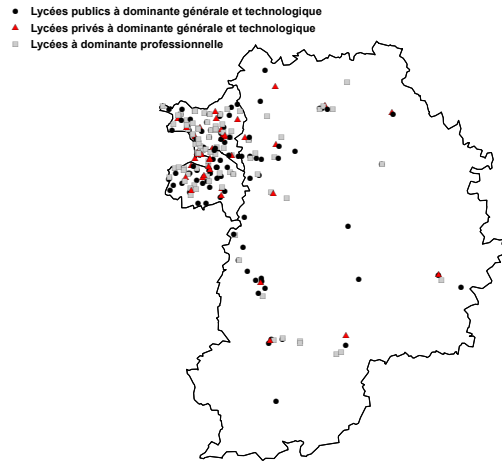 Lycées publics à dominante générale et technologique
Lycées privés à dominante générale et technologique
Lycées à dominante professionnelle